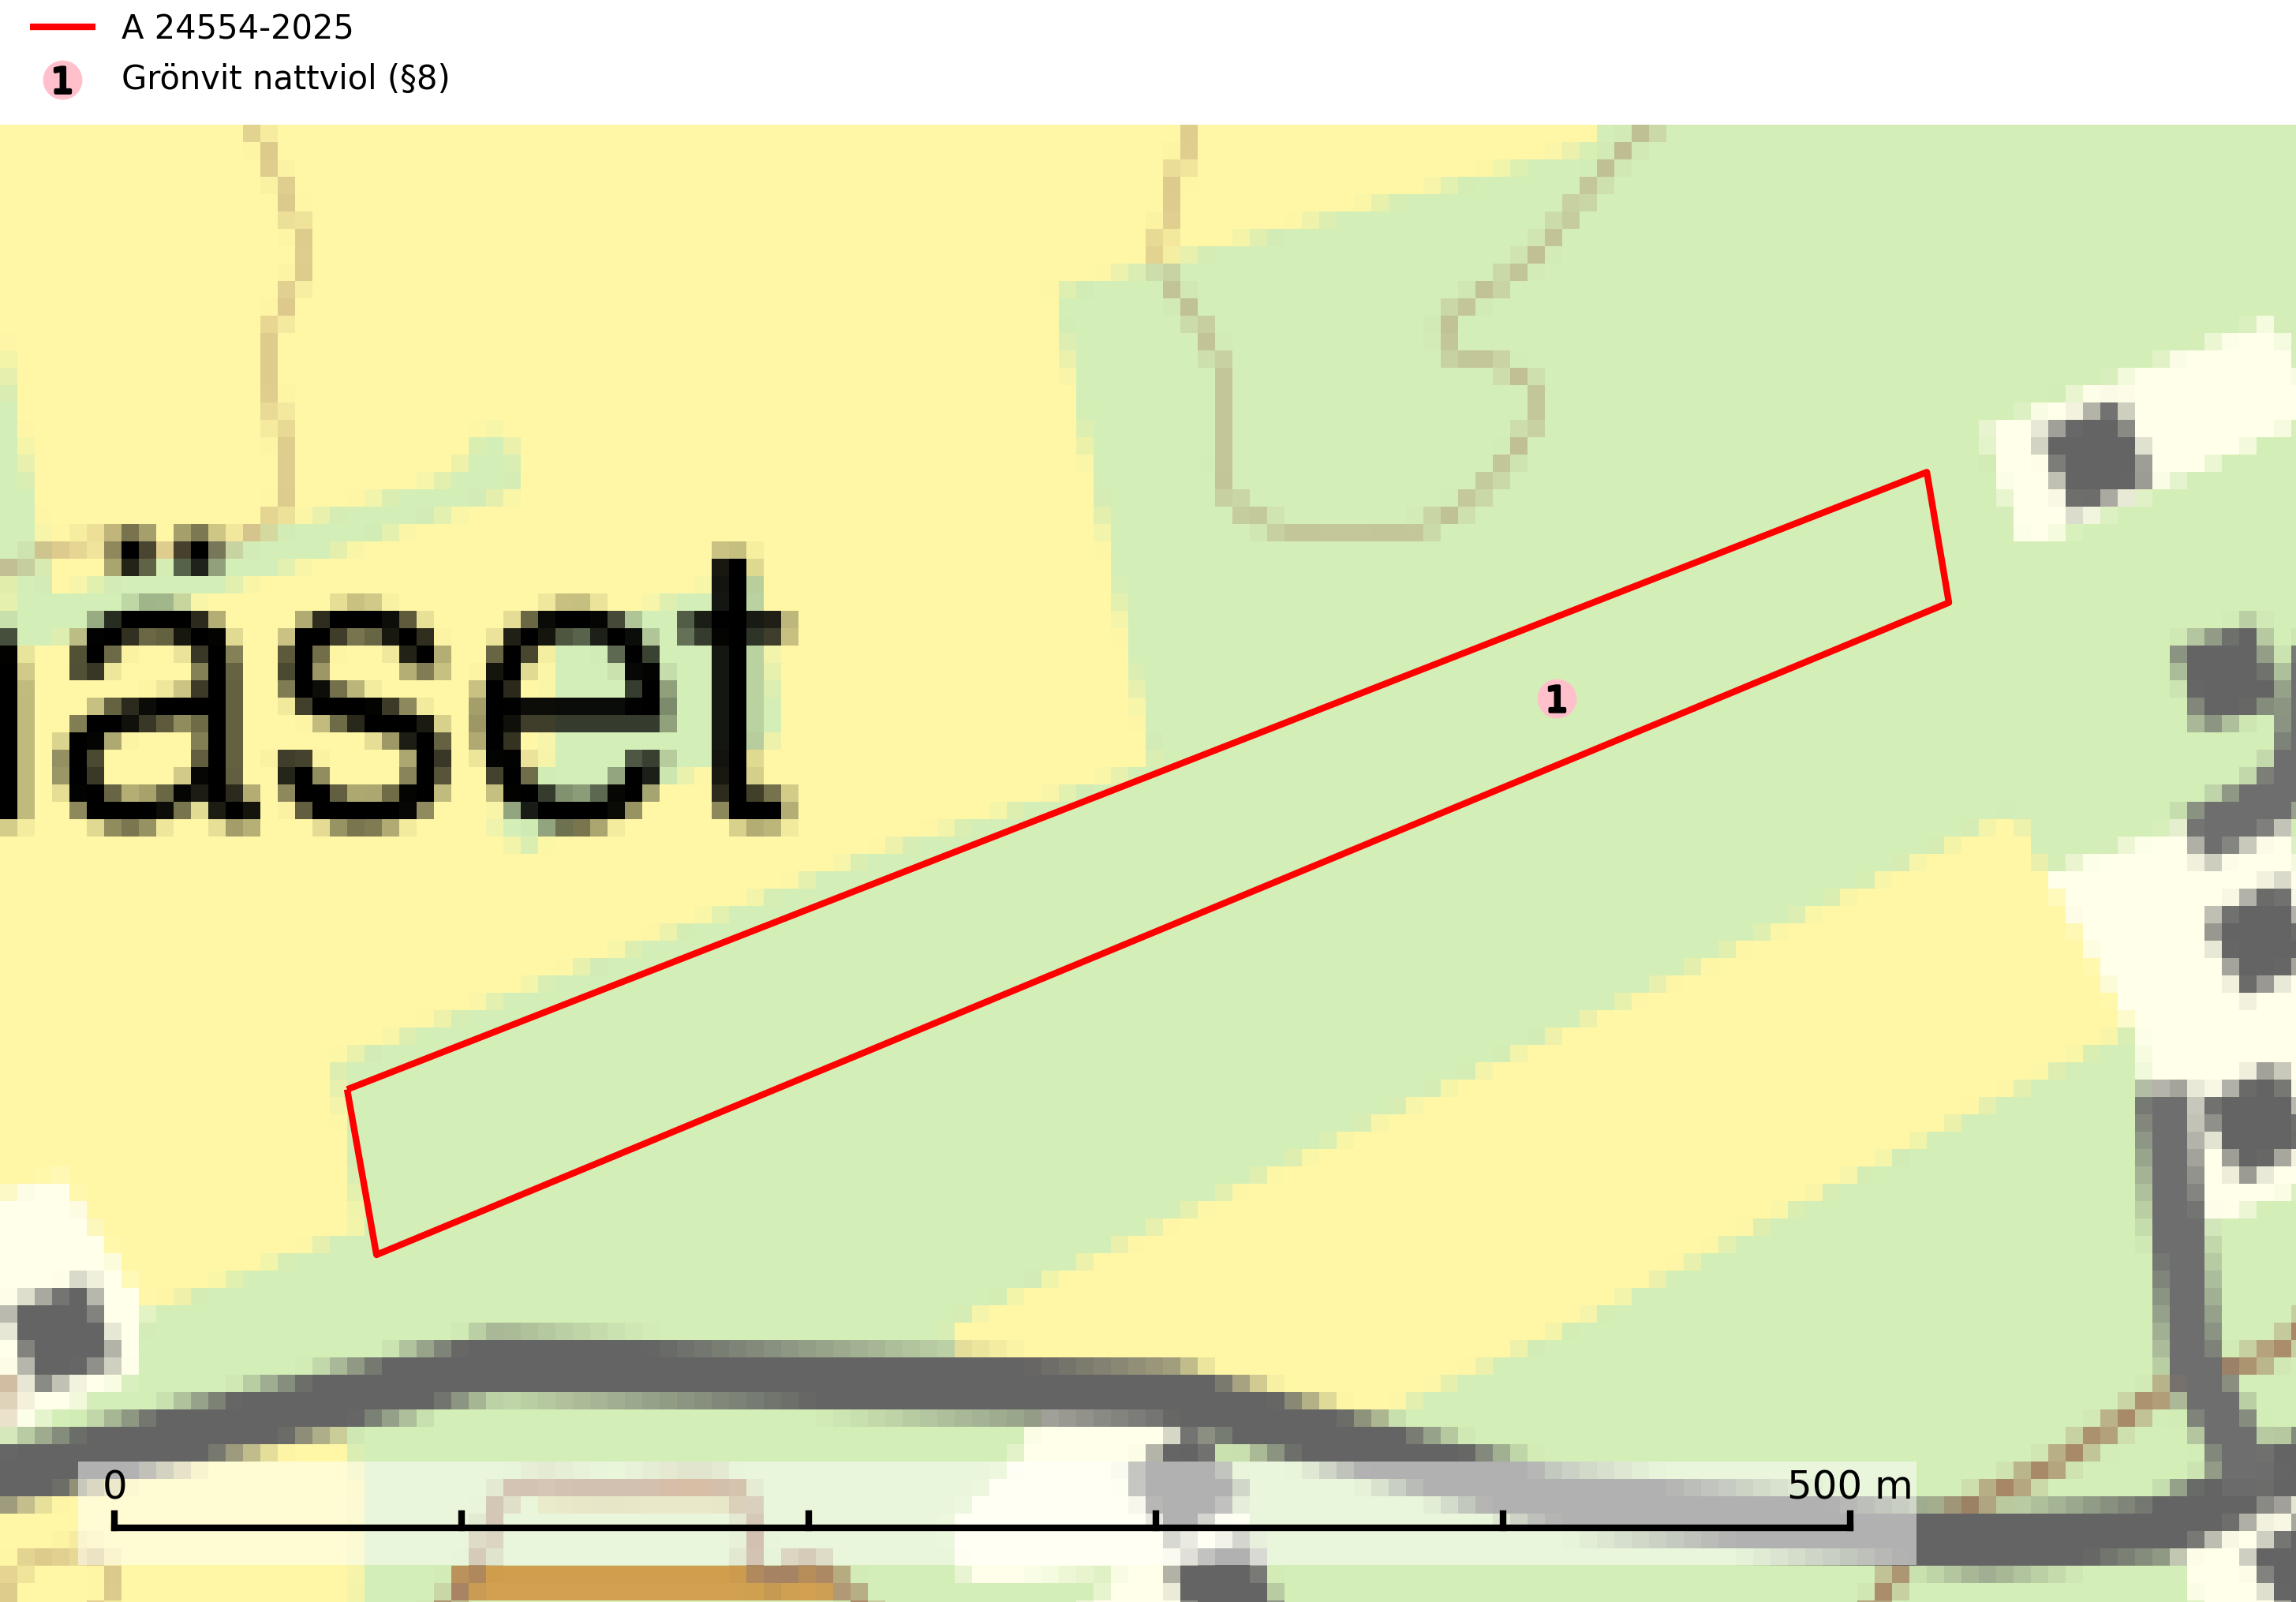 A 24554-2025
1 Grönvit nattviol (§8)
äset
1
0 500 m